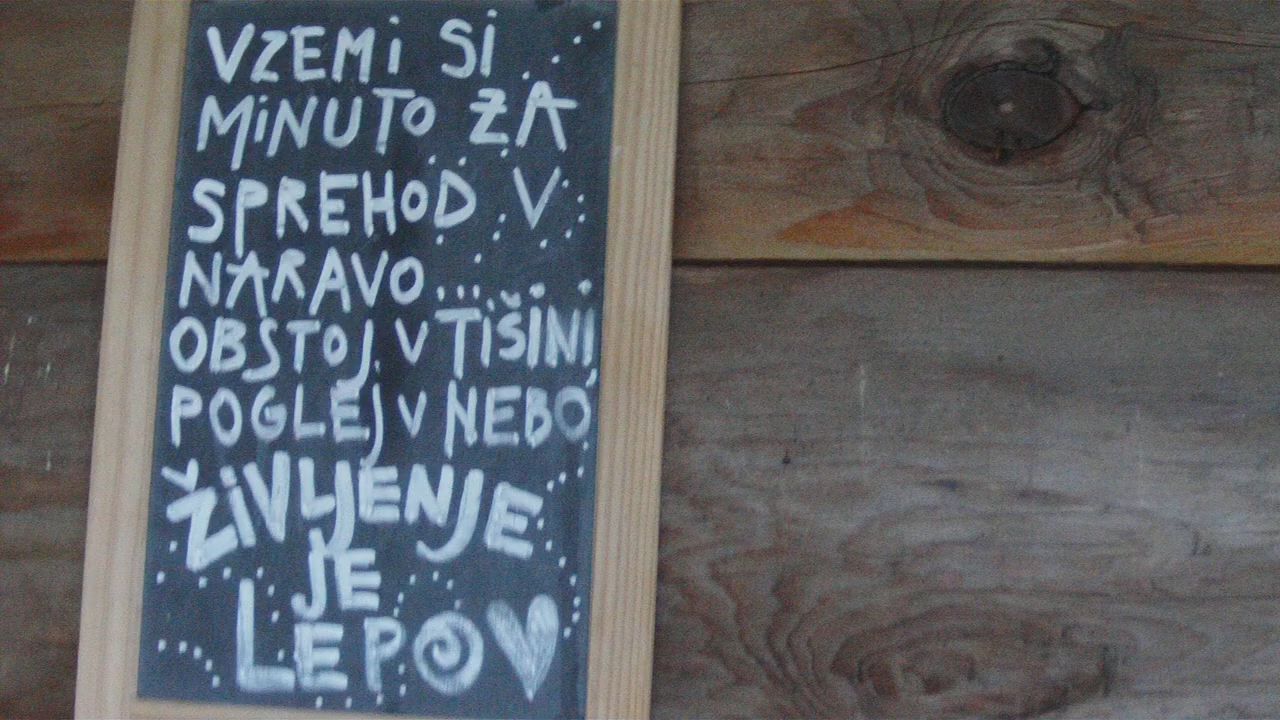 VZEMI SI
MINUTO ZA
SPREHOD V
NARAVO...
OBSTOJ V TIŠINI,
POGLEJ V NEBO
ŽIVLJENJE
JE
LEPO